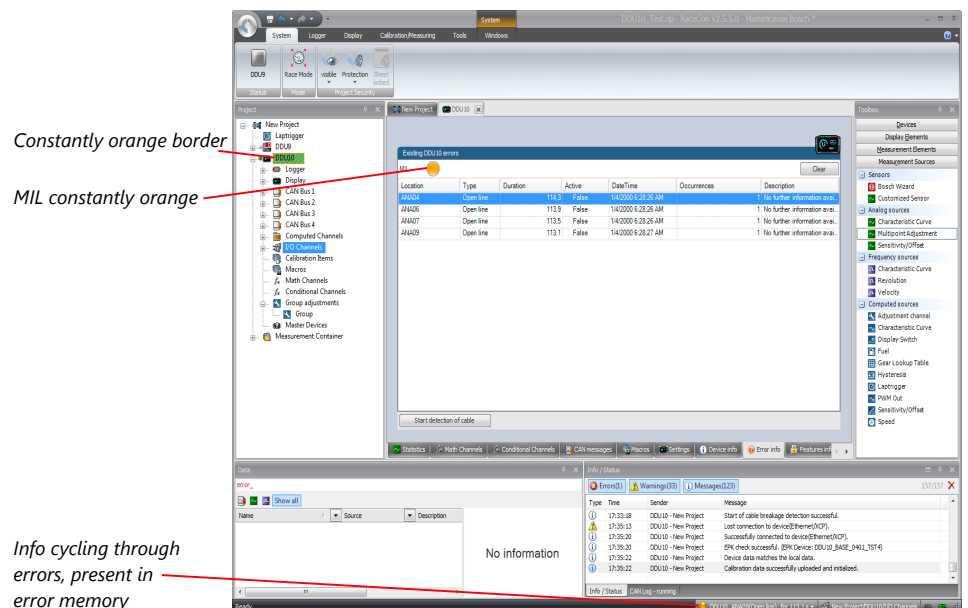 System
DDU10_Test.rip - RaceCon V2.5.5.0 - Masterlicense Bosch *
System Logger Display Calibration/Measuring Tools Windows
DDU9 Race Mode visible Protection Sheet locked
Status Mode Project Security
Project
New Project
Laptrigger
DDU9
DDU10
Logger
Display
CAN Bus 1
CAN Bus 2
CAN Bus 3
CAN Bus 4
Computed Channels
I/O Channels
Calibration Items
Macros
Math Channels
Conditional Channels
Group adjustments
Group
Master Devices
Measurement Container
Constantly orange border
MIL constantly orange
Info cycling through
errors, present in
error memory
New Project DDU10
Existing DDU10 errors
MIL
Clear
Location Type Duration Active DateTime Occurrences Description
ANA04 Open line 114,3 False 1/4/2000 6:28:26 AM 1 No further information avai...
ANA06 Open line 113,9 False 1/4/2000 6:28:26 AM 1 No further information avai...
ANA07 Open line 113,5 False 1/4/2000 6:28:26 AM 1 No further information avai...
ANA09 Open line 113,1 False 1/4/2000 6:28:27 AM 1 No further information avai...
Start detection of cable
Statistics Math Channels Conditional Channels CAN messages Macros Settings Device info Error info Features inf
Toolbox
Devices
Display Elements
Measurement Elements
Measurement Sources
Sensors
Bosch Wizard
Customized Sensor
Analog sources
Characteristic Curve
Multipoint Adjustment
Sensitivity/Offset
Frequency sources
Characteristic Curve
Revolution
Velocity
Computed sources
Adjustment channel
Characteristic Curve
Display Switch
Fuel
Gear Lookup Table
Hysteresis
Laptrigger
PWM Out
Sensitivity/Offset
Speed
Data
error_
Show all
Name Source Description
No information
Info / Status
Errors(1) Warnings(33) Messages(123)
157/157
Type Time Sender Message
17:33:18 DDU10 - New Project Start of cable breakage detection successful.
17:35:13 DDU10 - New Project Lost connection to device(Ethernet/XCP).
17:35:20 DDU10 - New Project Successfully connected to device(Ethernet/XCP).
17:35:20 DDU10 - New Project EPK check successful. (EPK Device: DDU10_BASE_0401_TST4)
17:35:22 DDU10 - New Project Device data matches the local data.
17:35:22 DDU10 - New Project Calibration data successfully uploaded and initialized.
Info / Status CAN Log - running
Ready
DDU10 ANA09(Open line) for 113.1 s New Project/DDU10/I/O Channels